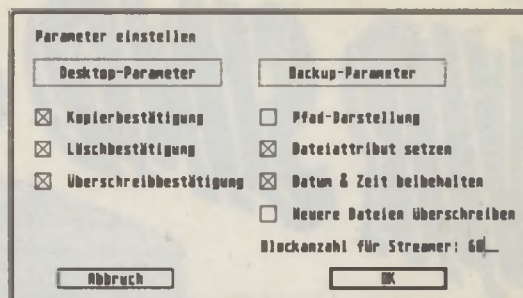 Parameter einstellen
Desktop-Parameter
Kopierbestätigung
Löschbestätigung
Überschreibbestätigung
Backup-Parameter
Pfad-Darstellung
Dateiattribut setzen
Datum & Zeit beibehalten
Neuere Dateien überschreiben
Blockanzahl für Streamer: 60
Abbruch
OK